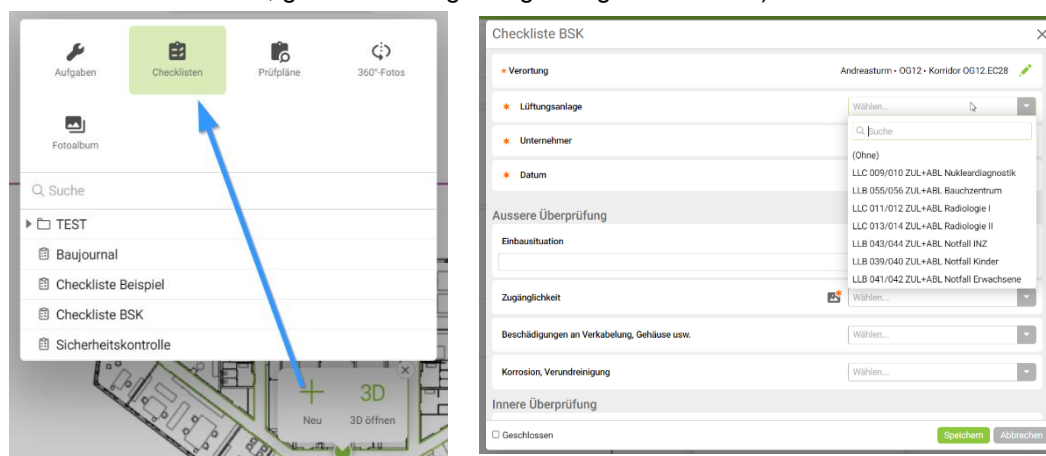 Aufgaben
Checklisten
Prüfpläne
360°-Fotos
Fotoalbum
Suche
TEST
Baujournal
Checkliste Beispiel
Checkliste BSK
Sicherheitskontrolle
Neu
3D
3D öffnen
Checkliste BSK
* Verortung Andreasturm • OG12 • Korridor OG12.EC28
* Lüftungsanlage Wählen...
Suche
* Unternehmer
(Ohne)
LLC 009/010 ZUL+ABL Nukleardiagnostik
* Datum
LLB 055/056 ZUL+ABL Bauchzentrum
LLC 011/012 ZUL+ABL Radiologie I
Aussere Überprüfung
LLC 013/014 ZUL+ABL Radiologie II
Einbausituation
LLB 043/044 ZUL+ABL Notfall INZ
LLB 039/040 ZUL+ABL Notfall Kinder
LLB 041/042 ZUL+ABL Notfall Erwachsene
Zugänglichkeit Wählen...
Beschädigungen an Verkabelung, Gehäuse usw. Wählen...
Korrosion, Verundreinigung Wählen...
Innere Überprüfung
Geschlossen Speichern Abbrechen